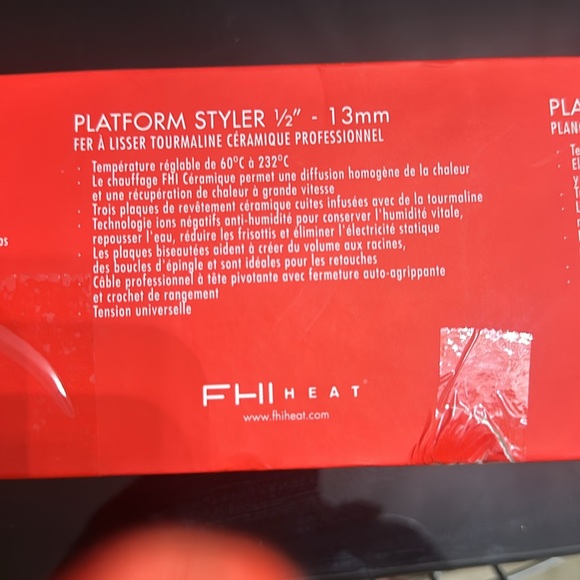 PLATFORM STYLER ½" - 13mm
FER À LISSER TOURMALINE CÉRAMIQUE PROFESSIONNEL
· Température réglable de 60°C à 232°C
· Le chauffage FHI Céramique permet une diffusion homogène de la chaleur
et une récupération de chaleur à grande vitesse
· Trois plaques de revêtement céramique cuites infusées avec de la tourmaline
· Technologie ions négatifs anti-humidité pour conserver l'humidité vitale,
repousser l'eau, réduire les frisottis et éliminer l'électricité statique
· Les plaques biseautées aident à créer du volume aux racines,
des boucles d'épingle et sont idéales pour les retouches
· Câble professionnel à tête pivotante avec fermeture auto-agrippante
et crochet de rangement
· Tension universelle
FHI HEAT
www.fhiheat.com
PLA
PLAN